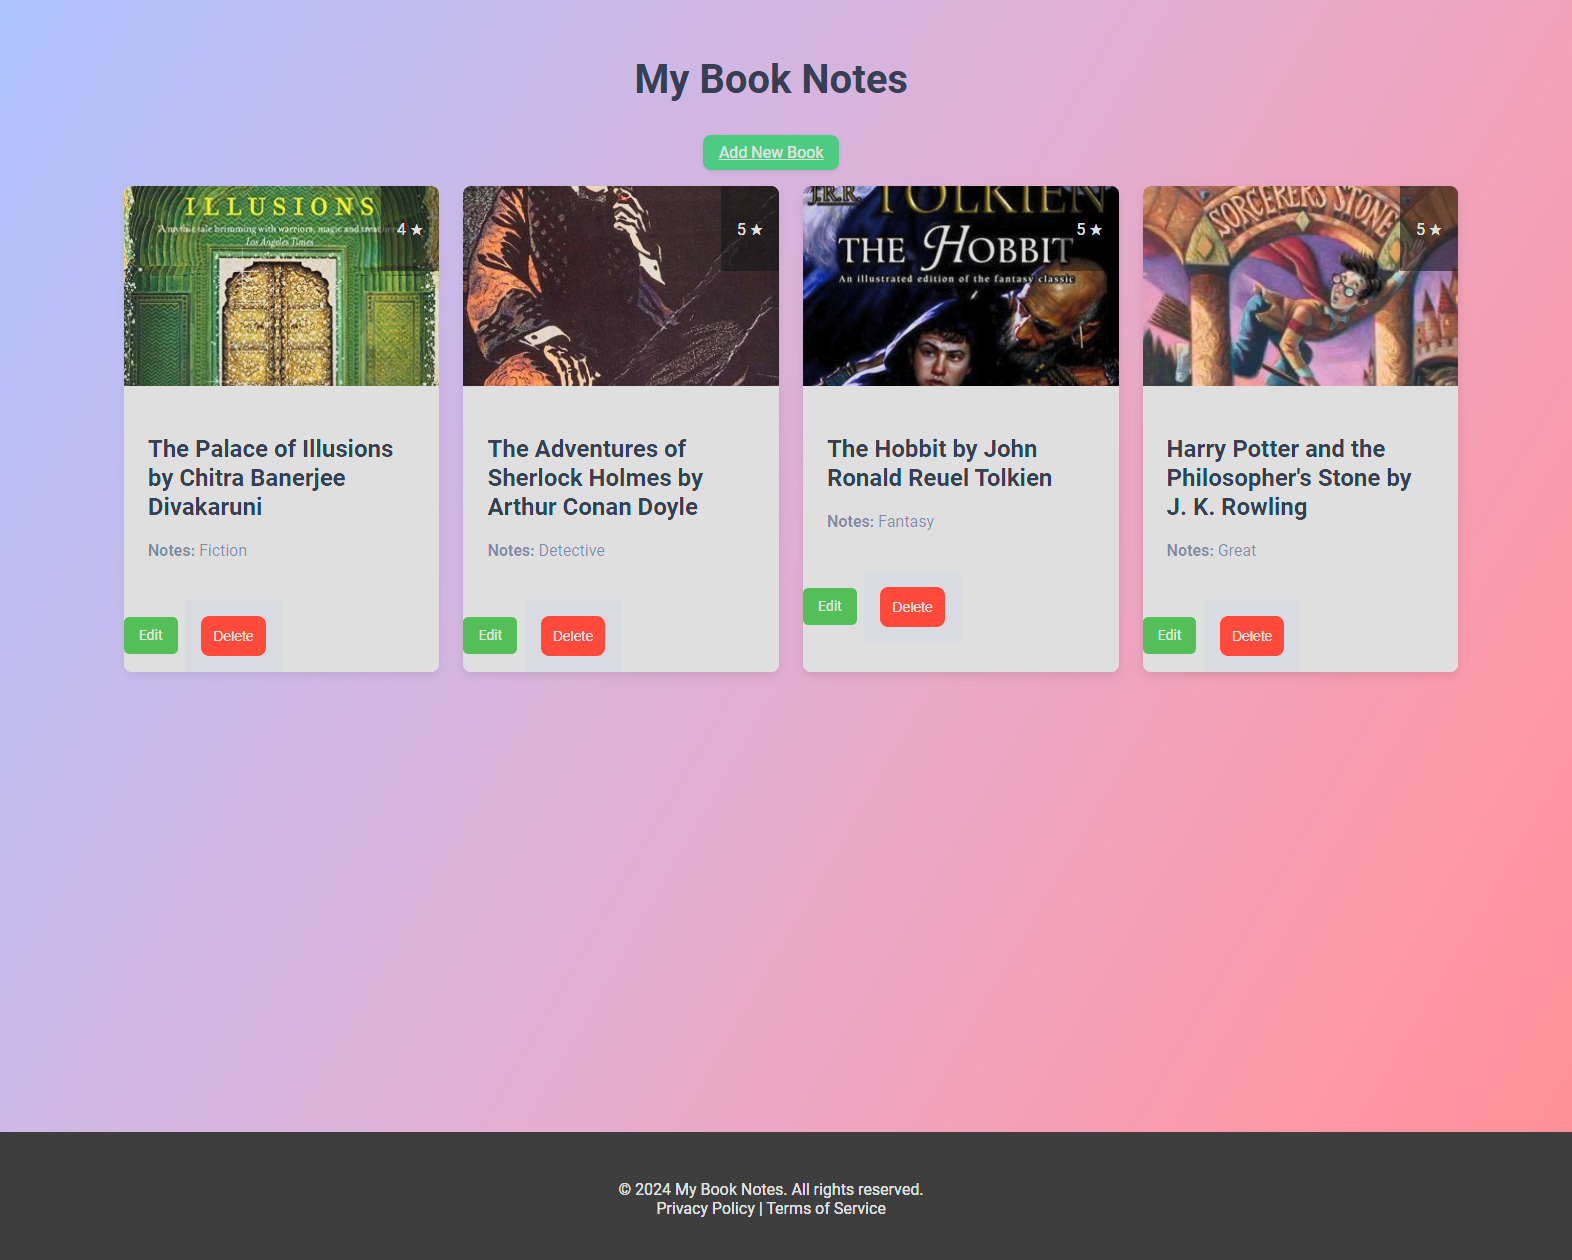 My Book Notes
Add New Book
ILLUSIONS
A mythic tale brimming with warriors, magic and treachery
Los Angeles Times
4 ★
5 ★
J.R.R. TOLKIEN
THE HOBBIT
An illustrated edition of the fantasy classic
5 ★
SORCERER'S STONE
5 ★
The Palace of Illusions
by Chitra Banerjee
Divakaruni
Notes: Fiction
Edit
Delete
The Adventures of
Sherlock Holmes by
Arthur Conan Doyle
Notes: Detective
Edit
Delete
The Hobbit by John
Ronald Reuel Tolkien
Notes: Fantasy
Edit
Delete
Harry Potter and the
Philosopher's Stone by
J. K. Rowling
Notes: Great
Edit
Delete
© 2024 My Book Notes. All rights reserved.
Privacy Policy | Terms of Service